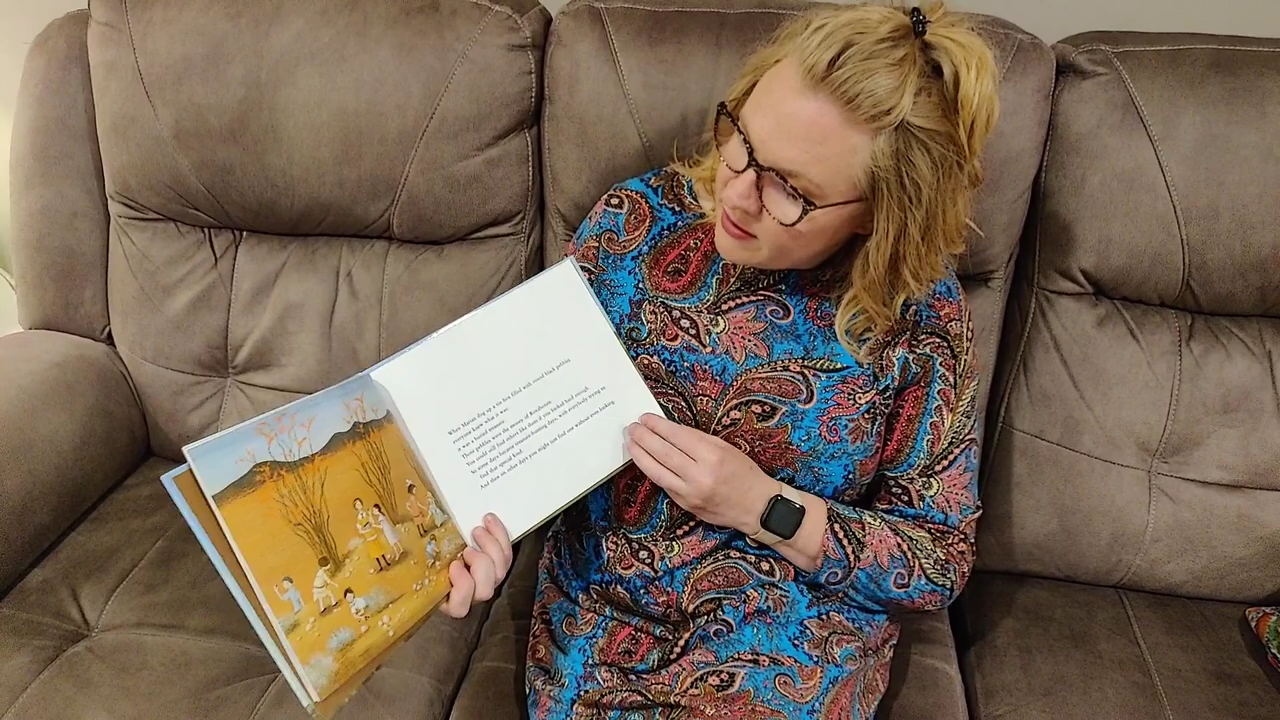 When Marian dug up a tin box filled with round black pebbles
everyone knew what it was:
it was a buried treasure.
Those pebbles were the money of Roxaboxen.
You could still find others like them if you looked hard enough.
So some days became treasure-hunting days, with everybody trying to
find that special kind.
And then on other days you might just find one without even looking.